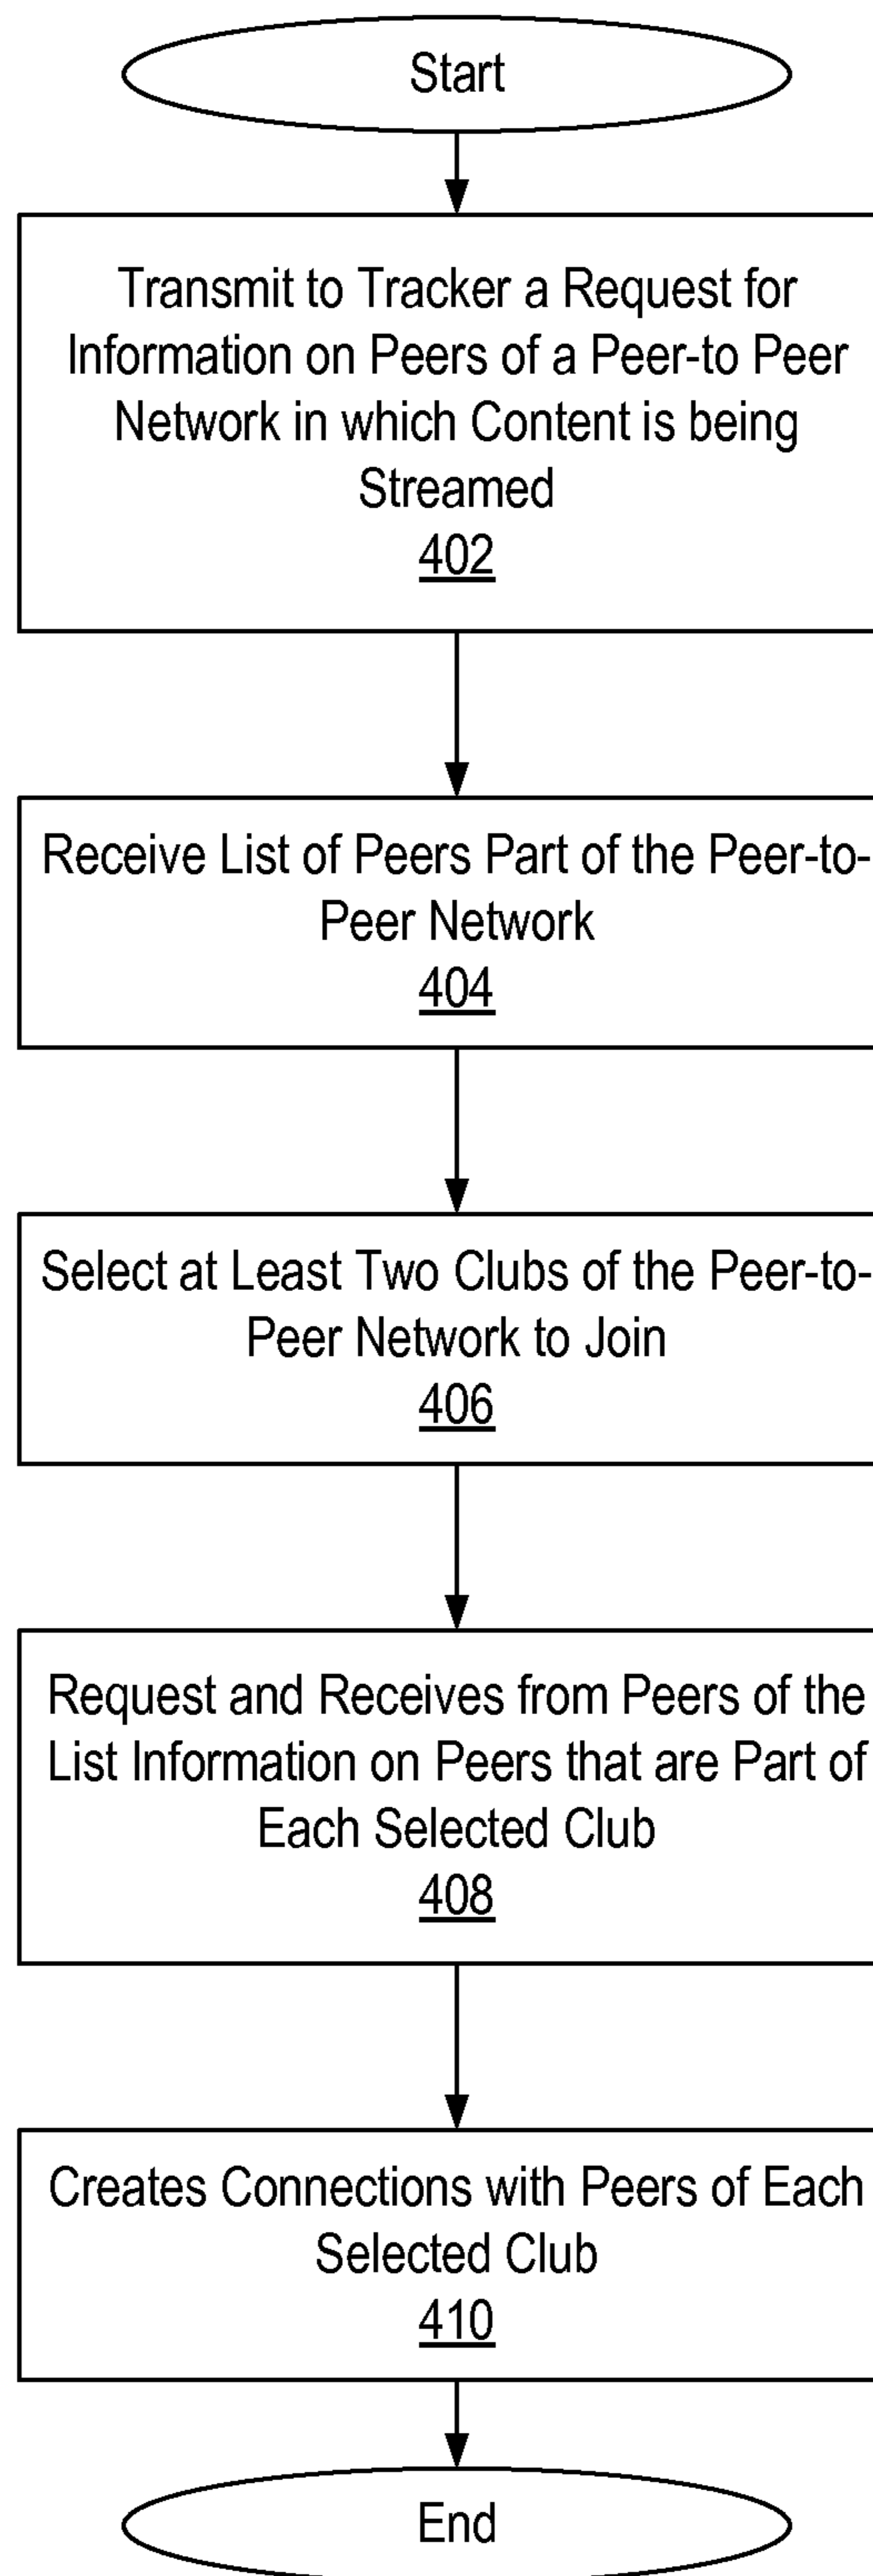 Start
Transmit to Tracker a Request for
Information on Peers of a Peer-to Peer
Network in which Content is being
Streamed
402
Receive List of Peers Part of the Peer-to-
Peer Network
404
Select at Least Two Clubs of the Peer-to-
Peer Network to Join
406
Request and Receives from Peers of the
List Information on Peers that are Part of
Each Selected Club
408
Creates Connections with Peers of Each
Selected Club
410
End